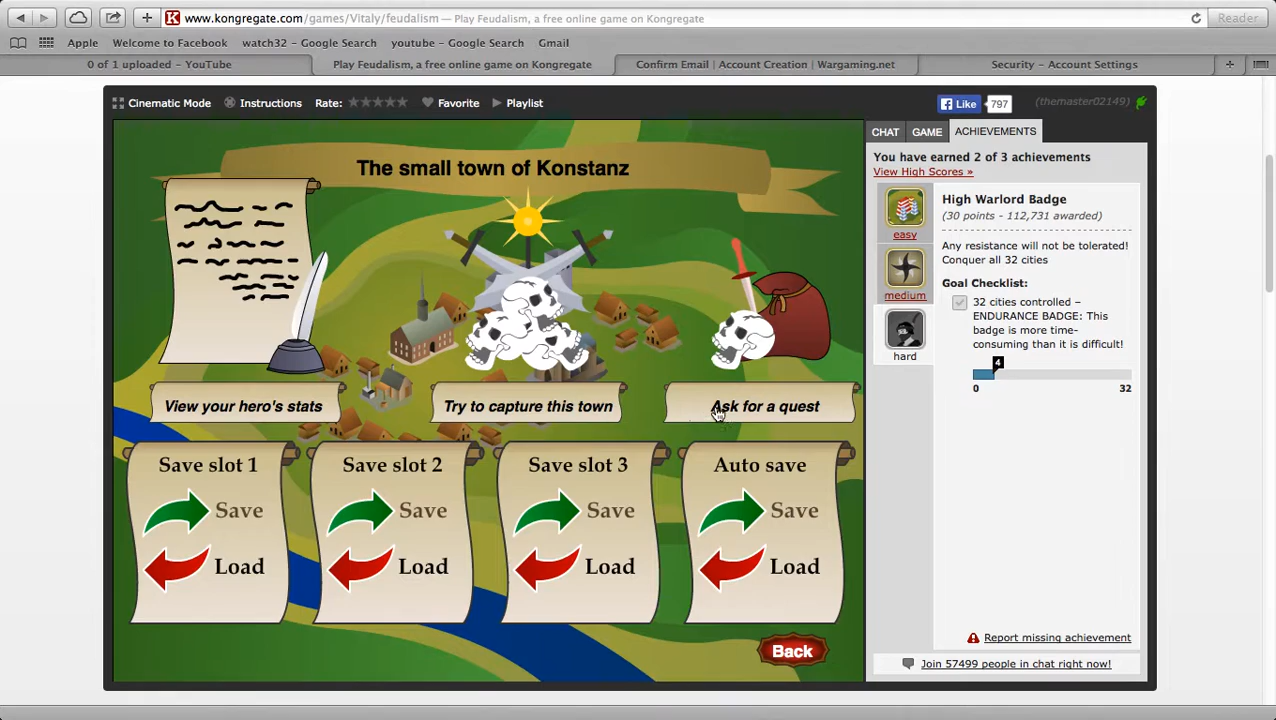 www.kongregate.com/games/Vitaly/feudalism — Play Feudalism, a free online game on Kongregate
Reader
Apple Welcome to Facebook watch32 – Google Search youtube – Google Search Gmail
0 of 1 uploaded – YouTube
Play Feudalism, a free online game on Kongregate
Confirm Email | Account Creation | Wargaming.net
Security – Account Settings
Cinematic Mode Instructions Rate: Favorite Playlist
Like 797 (themaster02149)
CHAT GAME ACHIEVEMENTS
The small town of Konstanz
View your hero's stats
Try to capture this town
Ask for a quest
Save slot 1
Save
Load
Save slot 2
Save
Load
Save slot 3
Save
Load
Auto save
Save
Load
Back
You have earned 2 of 3 achievements
View High Scores »
easy
medium
hard
High Warlord Badge
(30 points - 112,731 awarded)
Any resistance will not be tolerated!
Conquer all 32 cities
Goal Checklist:
32 cities controlled –
ENDURANCE BADGE: This
badge is more time-
consuming than it is difficult!
4
0 32
Report missing achievement
Join 57499 people in chat right now!